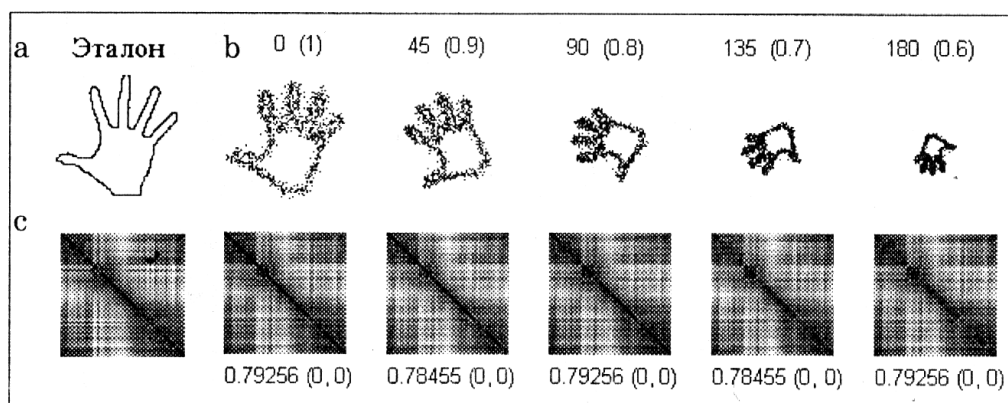 a Эталон b 0 (1) 45 (0.9) 90 (0.8) 135 (0.7) 180 (0.6)
c
0.79256 (0, 0) 0.78455 (0, 0) 0.79256 (0, 0) 0.78455 (0, 0) 0.79256 (0, 0)